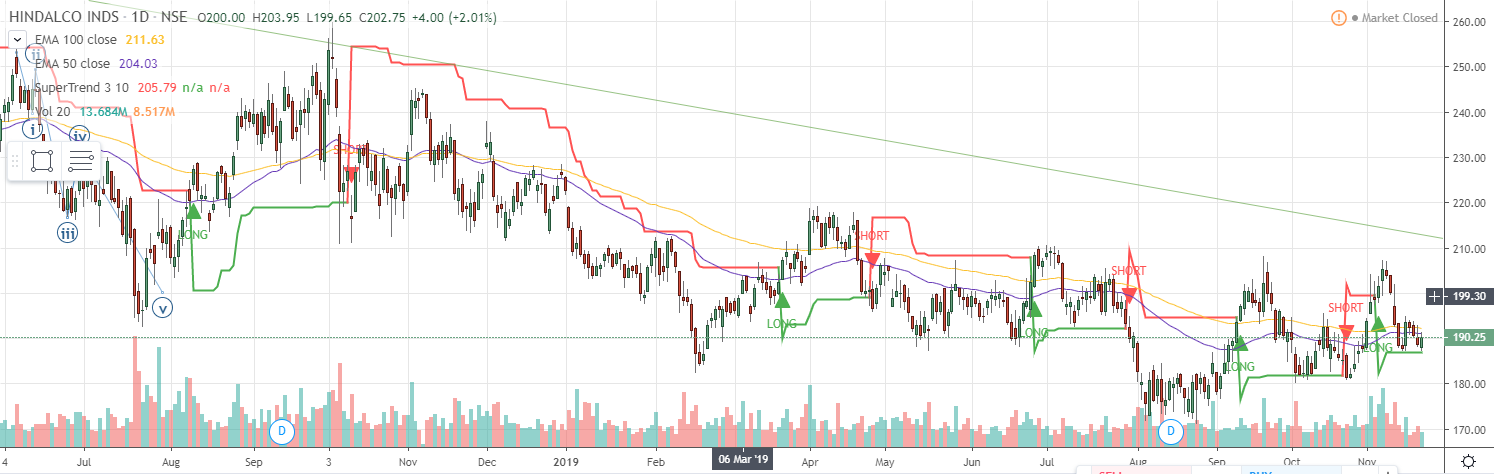 HINDALCO INDS · 1D · NSE O200.00 H203.95 L199.65 C202.75 +4.00 (+2.01%)
! Market Closed
EMA 100 close 211.63
EMA 50 close 204.03
SuperTrend 3 10 205.79 n/a n/a
Vol 20 13.684M 8.517M
ii
i
iv
iii
v
LONG
SHORT
LONG
SHORT
LONG
SHORT
LONG
SHORT
LONG
D
D
260.00
250.00
240.00
230.00
220.00
210.00
199.30
190.25
180.00
170.00
4 Jul Aug Sep 3 Nov Dec 2019 Feb 06 Mar '19 Apr May Jul Aug Sep Oct Nov
SELL BUY